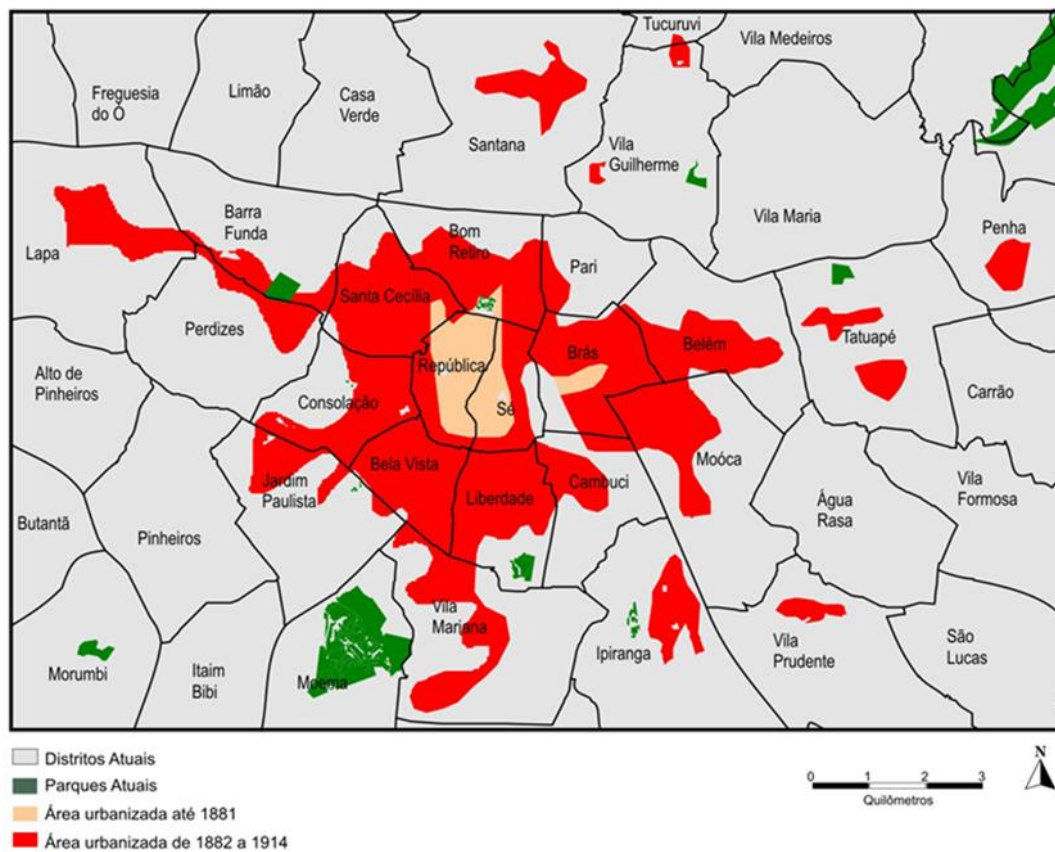 Tucuruvi
Vila Medeiros
Freguesia
do Ó
Limão
Casa
Verde
Santana
Vila
Guilherme
Vila Maria
Penha
Lapa
Barra
Funda
Bom
Retiro
Pari
Santa Cecília
Perdizes
República
Brás
Belém
Tatuapé
Alto de
Pinheiros
Consolação
Sé
Carrão
Bela Vista
Moóca
Jardim
Paulista
Liberdade
Cambuci
Água
Rasa
Vila
Formosa
Butantã
Pinheiros
Vila
Mariana
Ipiranga
Vila
Prudente
São
Lucas
Morumbi
Itaim
Bibi
Moema
Distritos Atuais
Parques Atuais
Área urbanizada até 1881
Área urbanizada de 1882 a 1914
0 1 2 3
Quilômetros
N